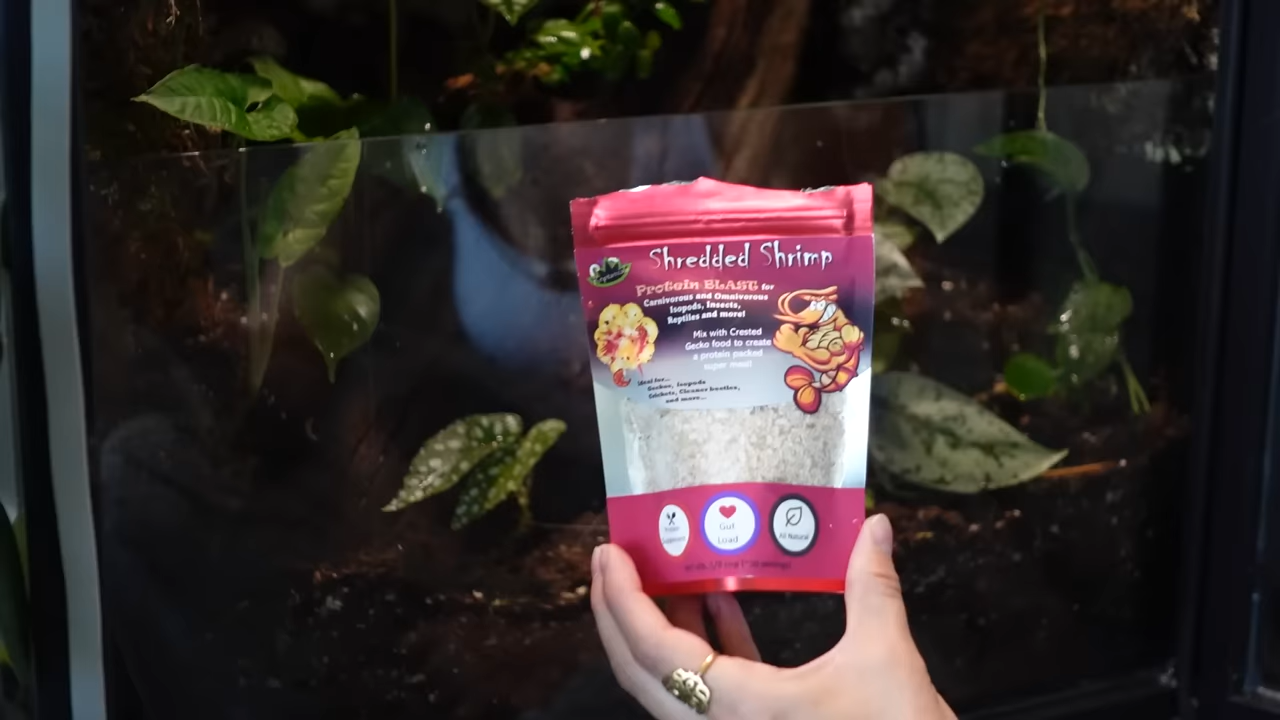 Shredded Shrimp
Protein BLAST for
Carnivorous and Omnivorous
Isopods, Insects,
Reptiles and more!
Mix with Crested
Gecko food to create
a protein packed
super meal!
Ideal for...
Geckos, Isopods
Crickets, Cleaner beetles,
and more...
Gut
Load
All Natural